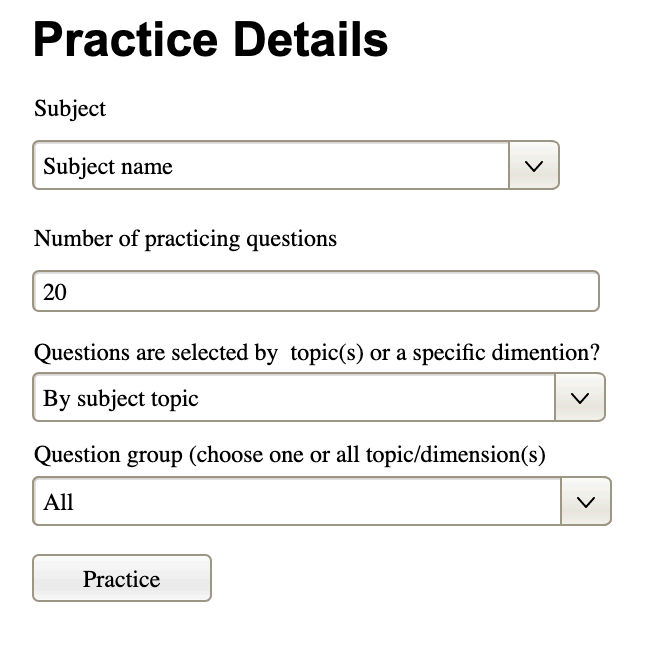 Practice Details
Subject
Subject name
Number of practicing questions
20
Questions are selected by  topic(s) or a specific dimention?
By subject topic
Question group (choose one or all topic/dimension(s)
All
Practice